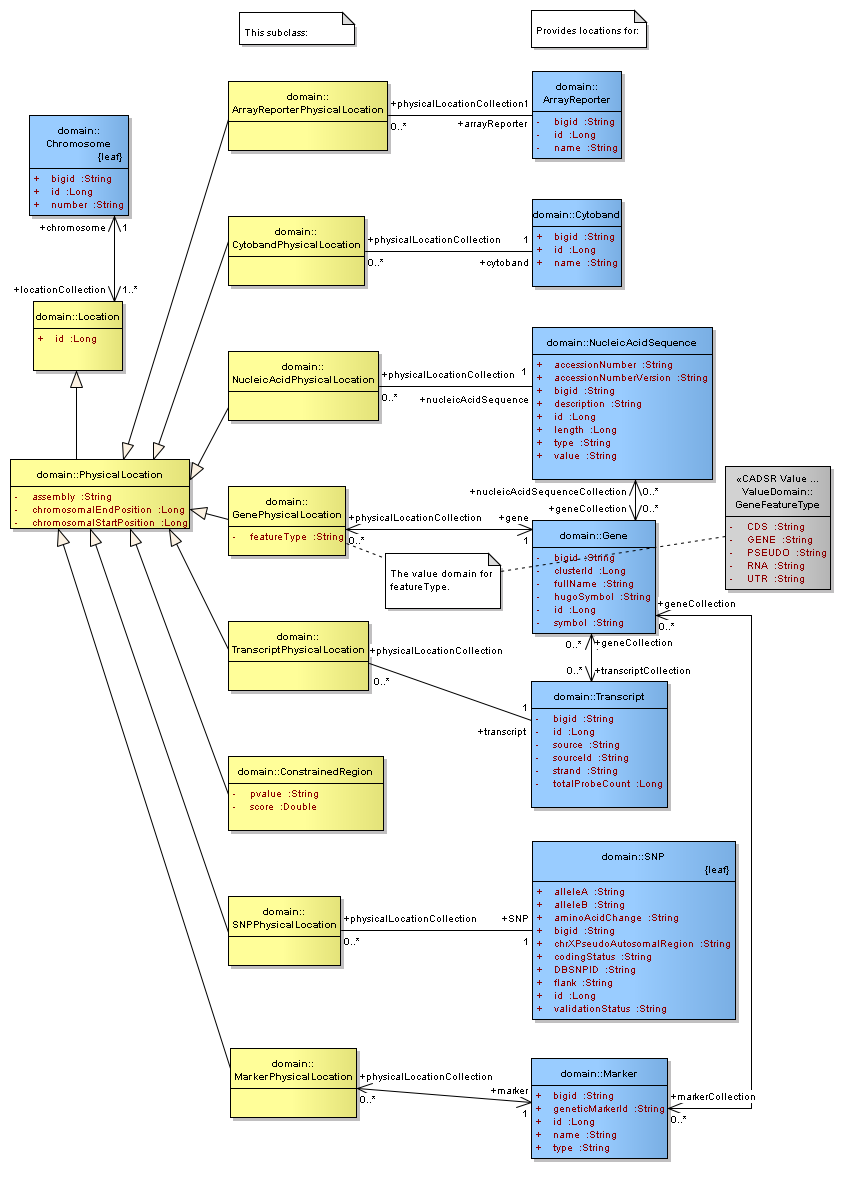 This subclass:
Provides locations for:
domain::
ArrayReporterPhysicalLocation
+physicalLocationCollection1
0..*
+arrayReporter
domain::
ArrayReporter
- bigid :String
- id :Long
- name :String
domain::
Chromosome
{leaf}
+ bigid :String
+ id :Long
+ number :String
+chromosome
1
+locationCollection
1..*
domain::Location
+ id :Long
domain::
CytobandPhysicalLocation
+physicalLocationCollection
1
0..*
+cytoband
domain::Cytoband
+ bigid :String
+ id :Long
+ name :String
domain::
NucleicAcidPhysicalLocation
+physicalLocationCollection
1
0..*
+nucleicAcidSequence
domain::NucleicAcidSequence
+ accessionNumber :String
+ accessionNumberVersion :String
+ bigid :String
+ description :String
+ id :Long
+ length :Long
+ type :String
+ value :String
domain::PhysicalLocation
- assembly :String
- chromosomalEndPosition :Long
- chromosomalStartPosition :Long
domain::
GenePhysicalLocation
- featureType :String
+physicalLocationCollection
+gene
0..*
1
+nucleicAcidSequenceCollection
0..*
+geneCollection
0..*
domain::Gene
- bigid :String
- clusterId :Long
- fullName :String
- hugoSymbol :String
- id :Long
- symbol :String
«CADSR Value ...
ValueDomain::
GeneFeatureType
- CDS :String
- GENE :String
- PSEUDO :String
- RNA :String
- UTR :String
The value domain for
featureType.
+geneCollection
0..*
0..*
+geneCollection
0..*
+transcriptCollection
domain::
TranscriptPhysicalLocation
+physicalLocationCollection
0..*
1
+transcript
domain::Transcript
- bigid :String
- id :Long
- source :String
- sourceId :String
- strand :String
- totalProbeCount :Long
domain::ConstrainedRegion
- pvalue :String
- score :Double
domain::
SNPPhysicalLocation
+physicalLocationCollection
+SNP
0..*
1
domain::SNP
{leaf}
+ alleleA :String
+ alleleB :String
+ aminoAcidChange :String
+ bigid :String
+ chrXPseudoAutosomalRegion :String
+ codingStatus :String
+ DBSNPID :String
+ flank :String
+ id :Long
+ validationStatus :String
domain::
MarkerPhysicalLocation
+physicalLocationCollection
0..*
+marker
1
domain::Marker
+ bigid :String
+ geneticMarkerId :String
+ id :Long
+ name :String
+ type :String
+markerCollection
0..*